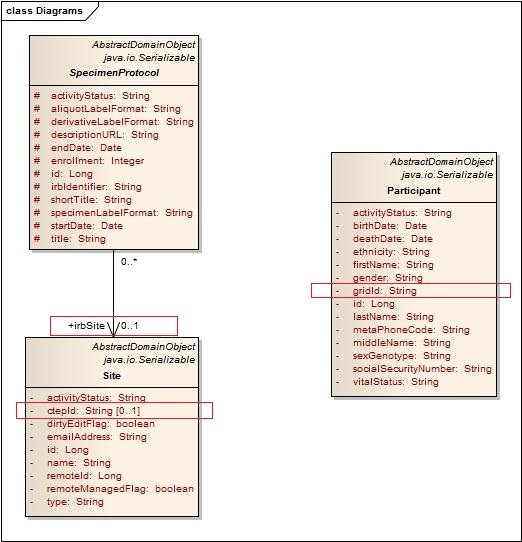 class Diagrams
AbstractDomainObject
java.io.Serializable
SpecimenProtocol
# activityStatus: String
# aliquotLabelFormat: String
# derivativeLabelFormat: String
# descriptionURL: String
# endDate: Date
# enrollment: Integer
# id: Long
# irbIdentifier: String
# shortTitle: String
# specimenLabelFormat: String
# startDate: Date
# title: String
0..*
+irbSite 0..1
AbstractDomainObject
java.io.Serializable
Site
- activityStatus: String
- ctepId: String [0..1]
- dirtyEditFlag: boolean
- emailAddress: String
- id: Long
- name: String
- remoteId: Long
- remoteManagedFlag: boolean
- type: String
AbstractDomainObject
java.io.Serializable
Participant
- activityStatus: String
- birthDate: Date
- deathDate: Date
- ethnicity: String
- firstName: String
- gender: String
- gridId: String
- id: Long
- lastName: String
- metaPhoneCode: String
- middleName: String
- sexGenotype: String
- socialSecurityNumber: String
- vitalStatus: String